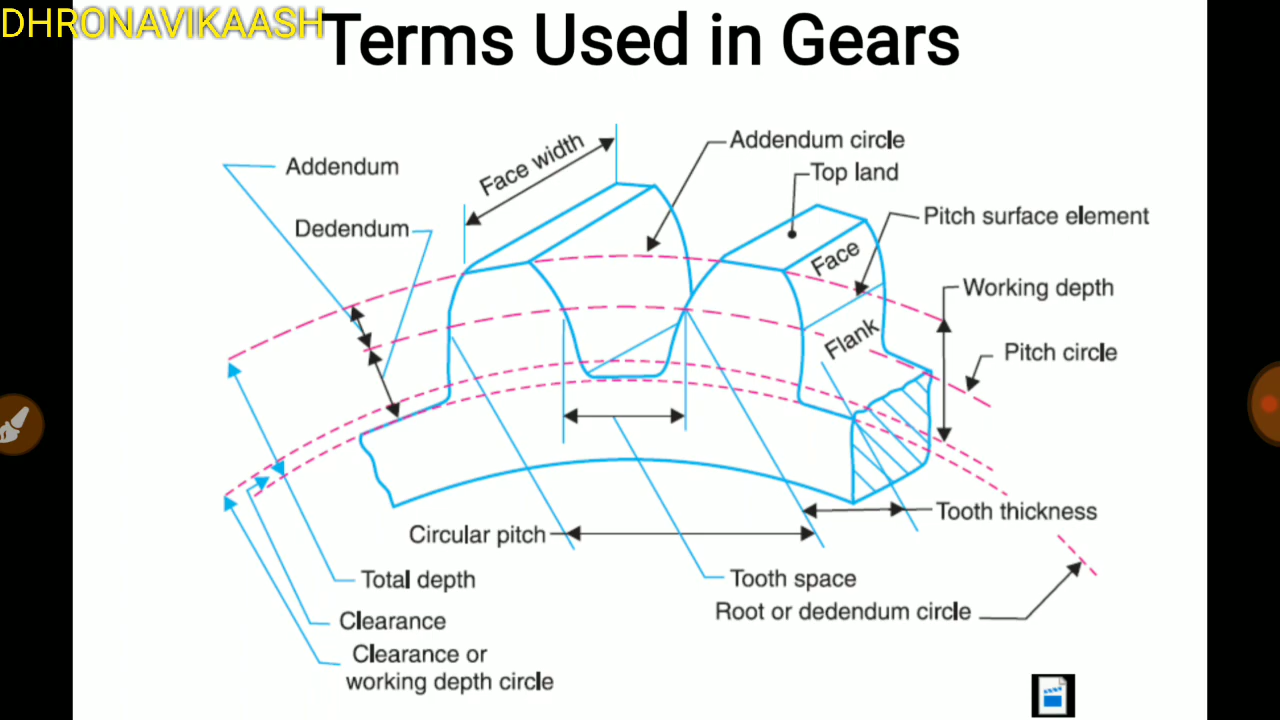 DHRONAVIKAASH
Terms Used in Gears
Addendum
Face width
Addendum circle
Top land
Dedendum
Pitch surface element
Face
Working depth
Flank
Pitch circle
Tooth thickness
Circular pitch
Total depth
Tooth space
Root or dedendum circle
Clearance
Clearance or
working depth circle